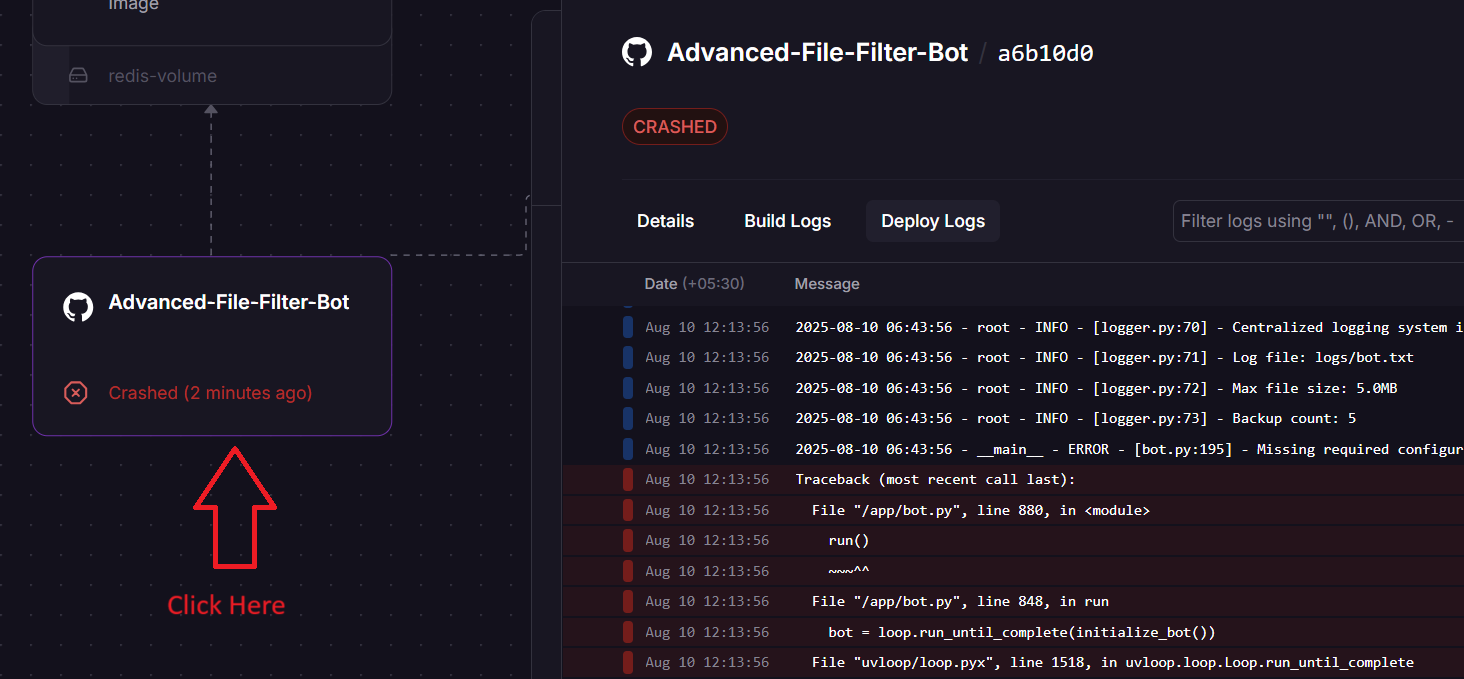 image
redis-volume
Advanced-File-Filter-Bot
Crashed (2 minutes ago)
Click Here
Advanced-File-Filter-Bot / a6b10d0
CRASHED
Details Build Logs Deploy Logs Filter logs using "", (), AND, OR, -
Date (+05:30) Message
Aug 10 12:13:56 2025-08-10 06:43:56 - root - INFO - [logger.py:70] - Centralized logging system i
Aug 10 12:13:56 2025-08-10 06:43:56 - root - INFO - [logger.py:71] - Log file: logs/bot.txt
Aug 10 12:13:56 2025-08-10 06:43:56 - root - INFO - [logger.py:72] - Max file size: 5.0MB
Aug 10 12:13:56 2025-08-10 06:43:56 - root - INFO - [logger.py:73] - Backup count: 5
Aug 10 12:13:56 2025-08-10 06:43:56 - __main__ - ERROR - [bot.py:195] - Missing required configur
Aug 10 12:13:56 Traceback (most recent call last):
Aug 10 12:13:56 File "/app/bot.py", line 880, in <module>
Aug 10 12:13:56 run()
Aug 10 12:13:56 ~~~^^
Aug 10 12:13:56 File "/app/bot.py", line 848, in run
Aug 10 12:13:56 bot = loop.run_until_complete(initialize_bot())
Aug 10 12:13:56 File "uvloop/loop.pyx", line 1518, in uvloop.loop.Loop.run_until_complete